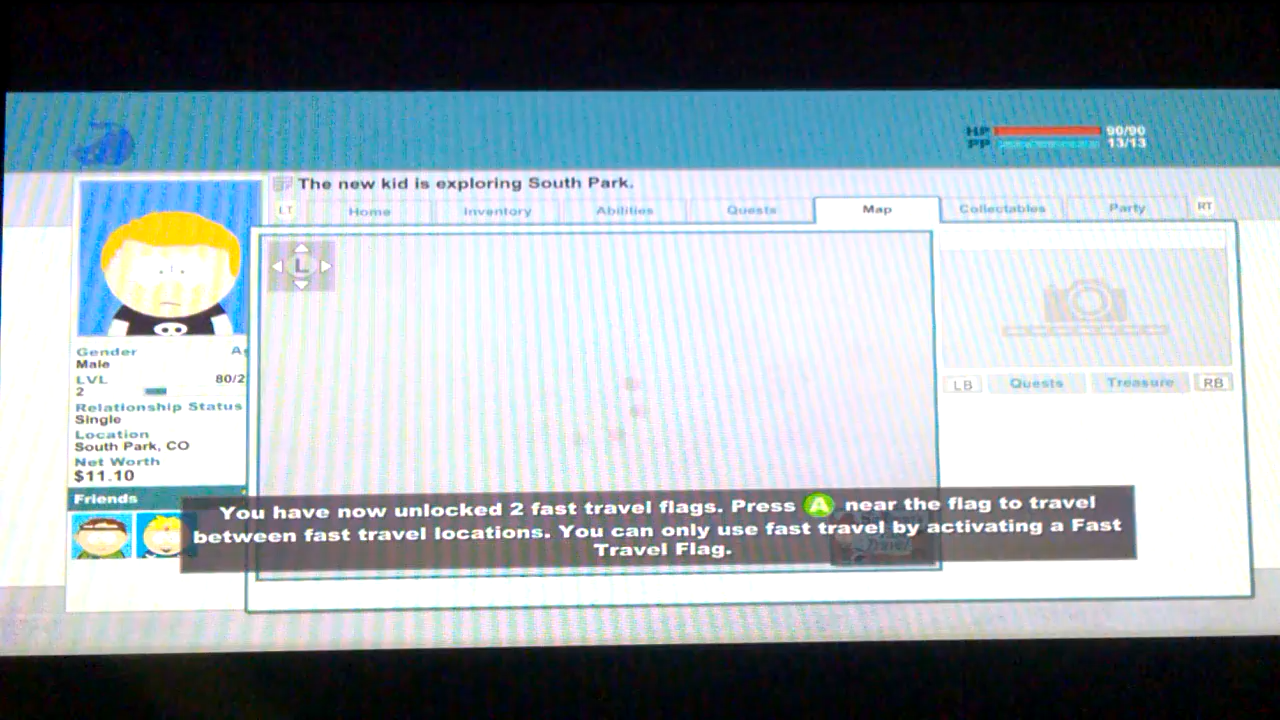 HP 90/90
PP 13/13
The new kid is exploring South Park.
LT Home Inventory Abilities Quests Map Collectables Party RT
L
Gender
Male
LVL 80/2
2
Relationship Status
Single
Location
South Park, CO
Net Worth
$11.10
Friends
LB Quests Treasure RB
You have now unlocked 2 fast travel flags. Press A near the flag to travel
between fast travel locations. You can only use fast travel by activating a Fast
Travel Flag.
Travel